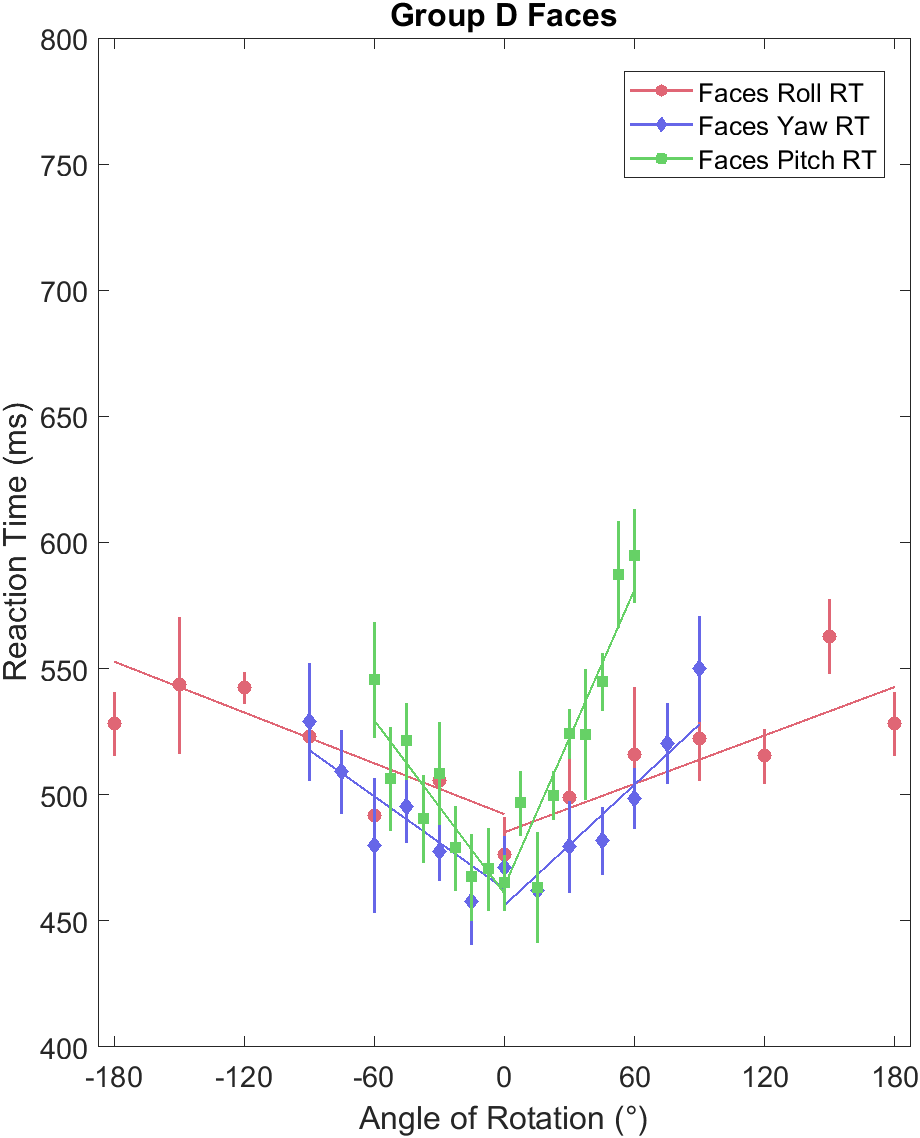 Group D Faces
800
750
700
650
600
550
500
450
400
Reaction Time (ms)
Faces Roll RT
Faces Yaw RT
Faces Pitch RT
-180 -120 -60 0 60 120 180
Angle of Rotation (°)